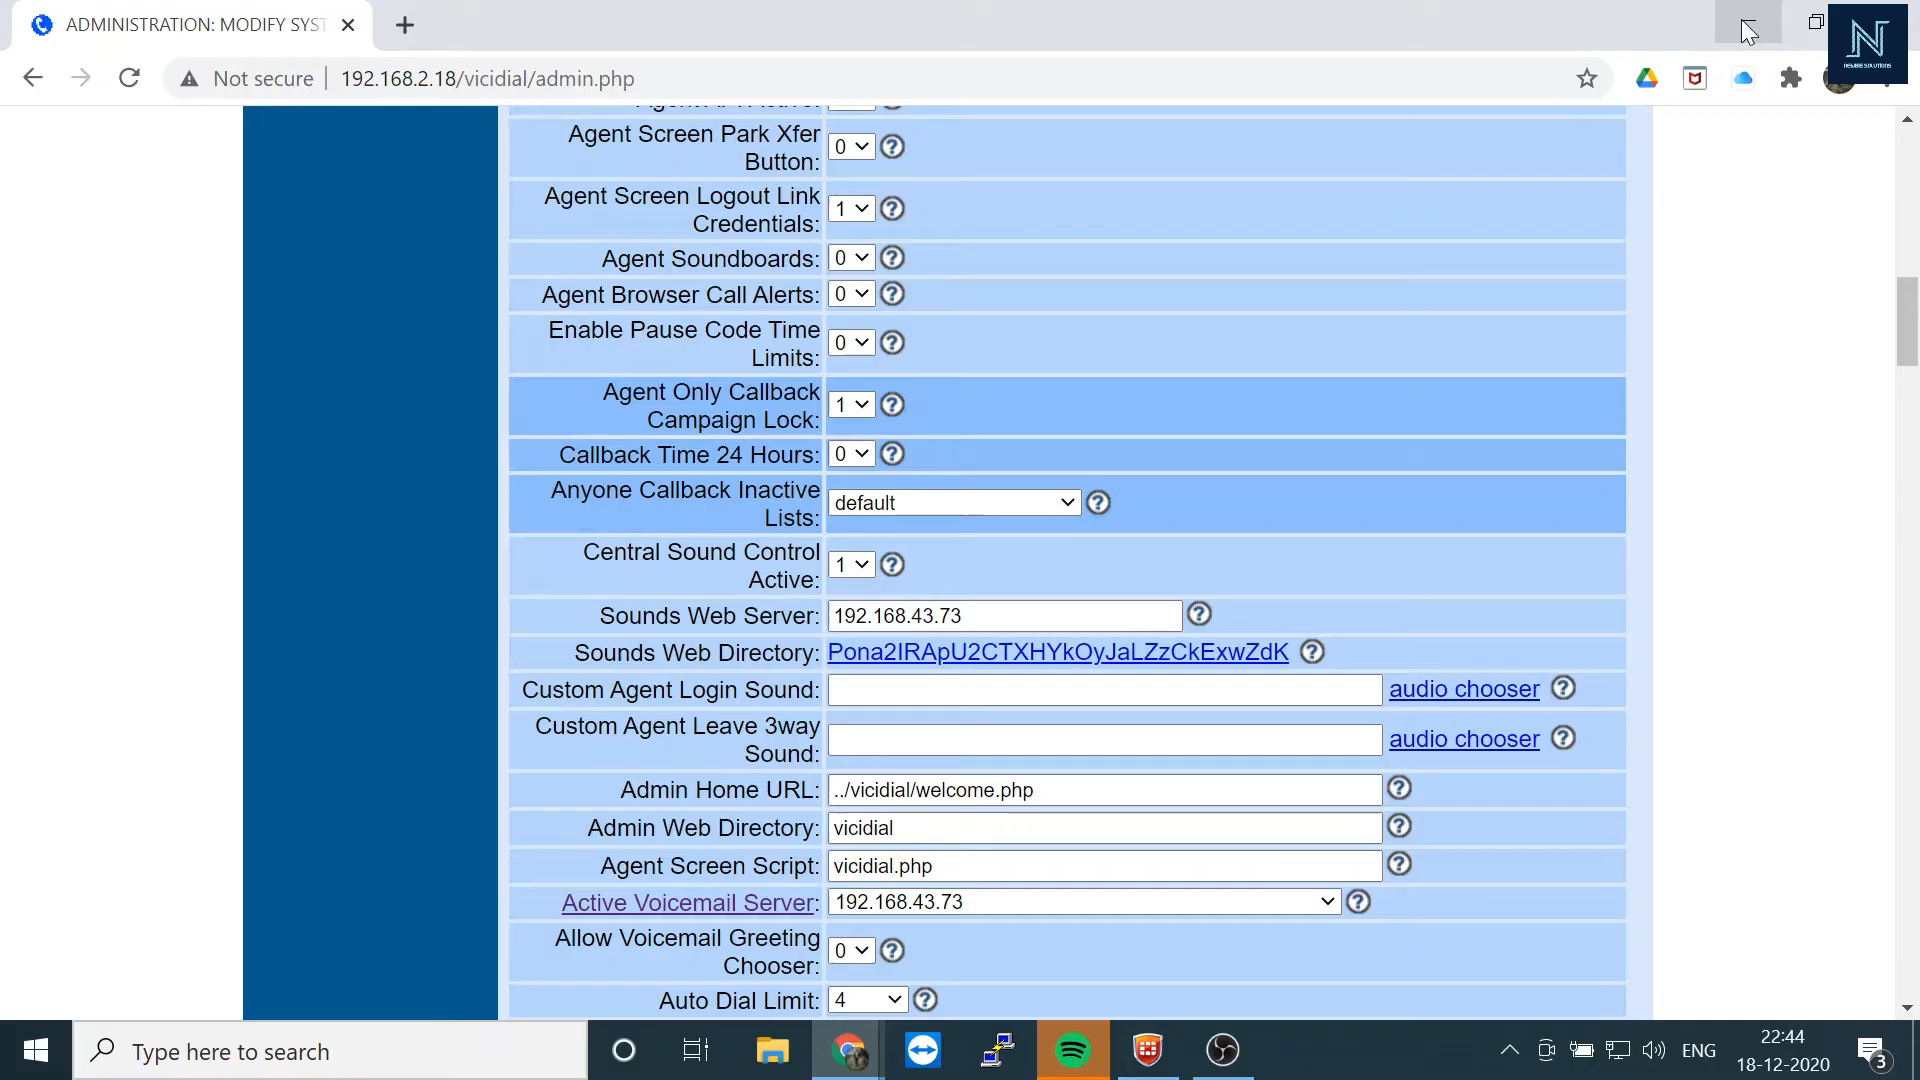 ADMINISTRATION: MODIFY SYST
Not secure
192.168.2.18/vicidial/admin.php
NEWBIE SOLUTIONS
Agent Screen Park Xfer
Button:
0
Agent Screen Logout Link
Credentials:
1
Agent Soundboards:
0
Agent Browser Call Alerts:
0
Enable Pause Code Time
Limits:
0
Agent Only Callback
Campaign Lock:
1
Callback Time 24 Hours:
0
Anyone Callback Inactive
Lists:
default
Central Sound Control
Active:
1
Sounds Web Server:
192.168.43.73
Sounds Web Directory:
Pona2IRApU2CTXHYkOyJaLZzCkExwZdK
Custom Agent Login Sound:
audio chooser
Custom Agent Leave 3way
Sound:
audio chooser
Admin Home URL:
../vicidial/welcome.php
Admin Web Directory:
vicidial
Agent Screen Script:
vicidial.php
Active Voicemail Server:
192.168.43.73
Allow Voicemail Greeting
Chooser:
0
Auto Dial Limit:
4
Type here to search
ENG
22:44
18-12-2020
3